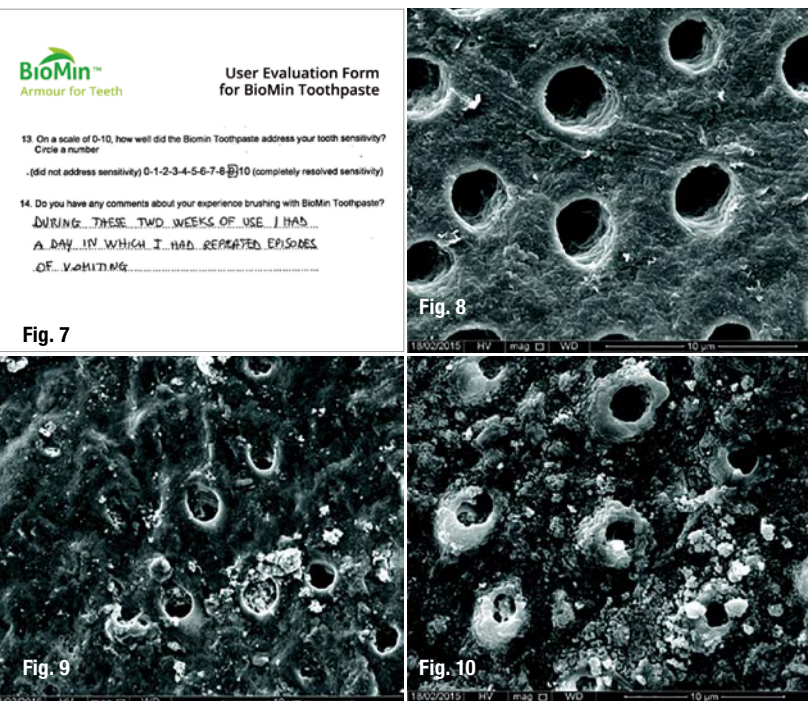 BioMin™
Armour for Teeth
User Evaluation Form
for BioMin Toothpaste
13. On a scale of 0-10, how well did the Biomin Toothpaste address your tooth sensitivity?
Circle a number
(did not address sensitivity) 0-1-2-3-4-5-6-7-8-9-10 (completely resolved sensitivity)
14. Do you have any comments about your experience brushing with BioMin Toothpaste?
DURING THESE TWO WEEKS OF USE I HAD
A DAY IN WHICH I HAD REPEATED EPISODES
OF VOMITING
Fig. 7
Fig. 8
18/02/2015 HV mag WD 10 µm
Fig. 9
HV mag WD
Fig. 10
18/02/2015 HV mag WD 10 µm